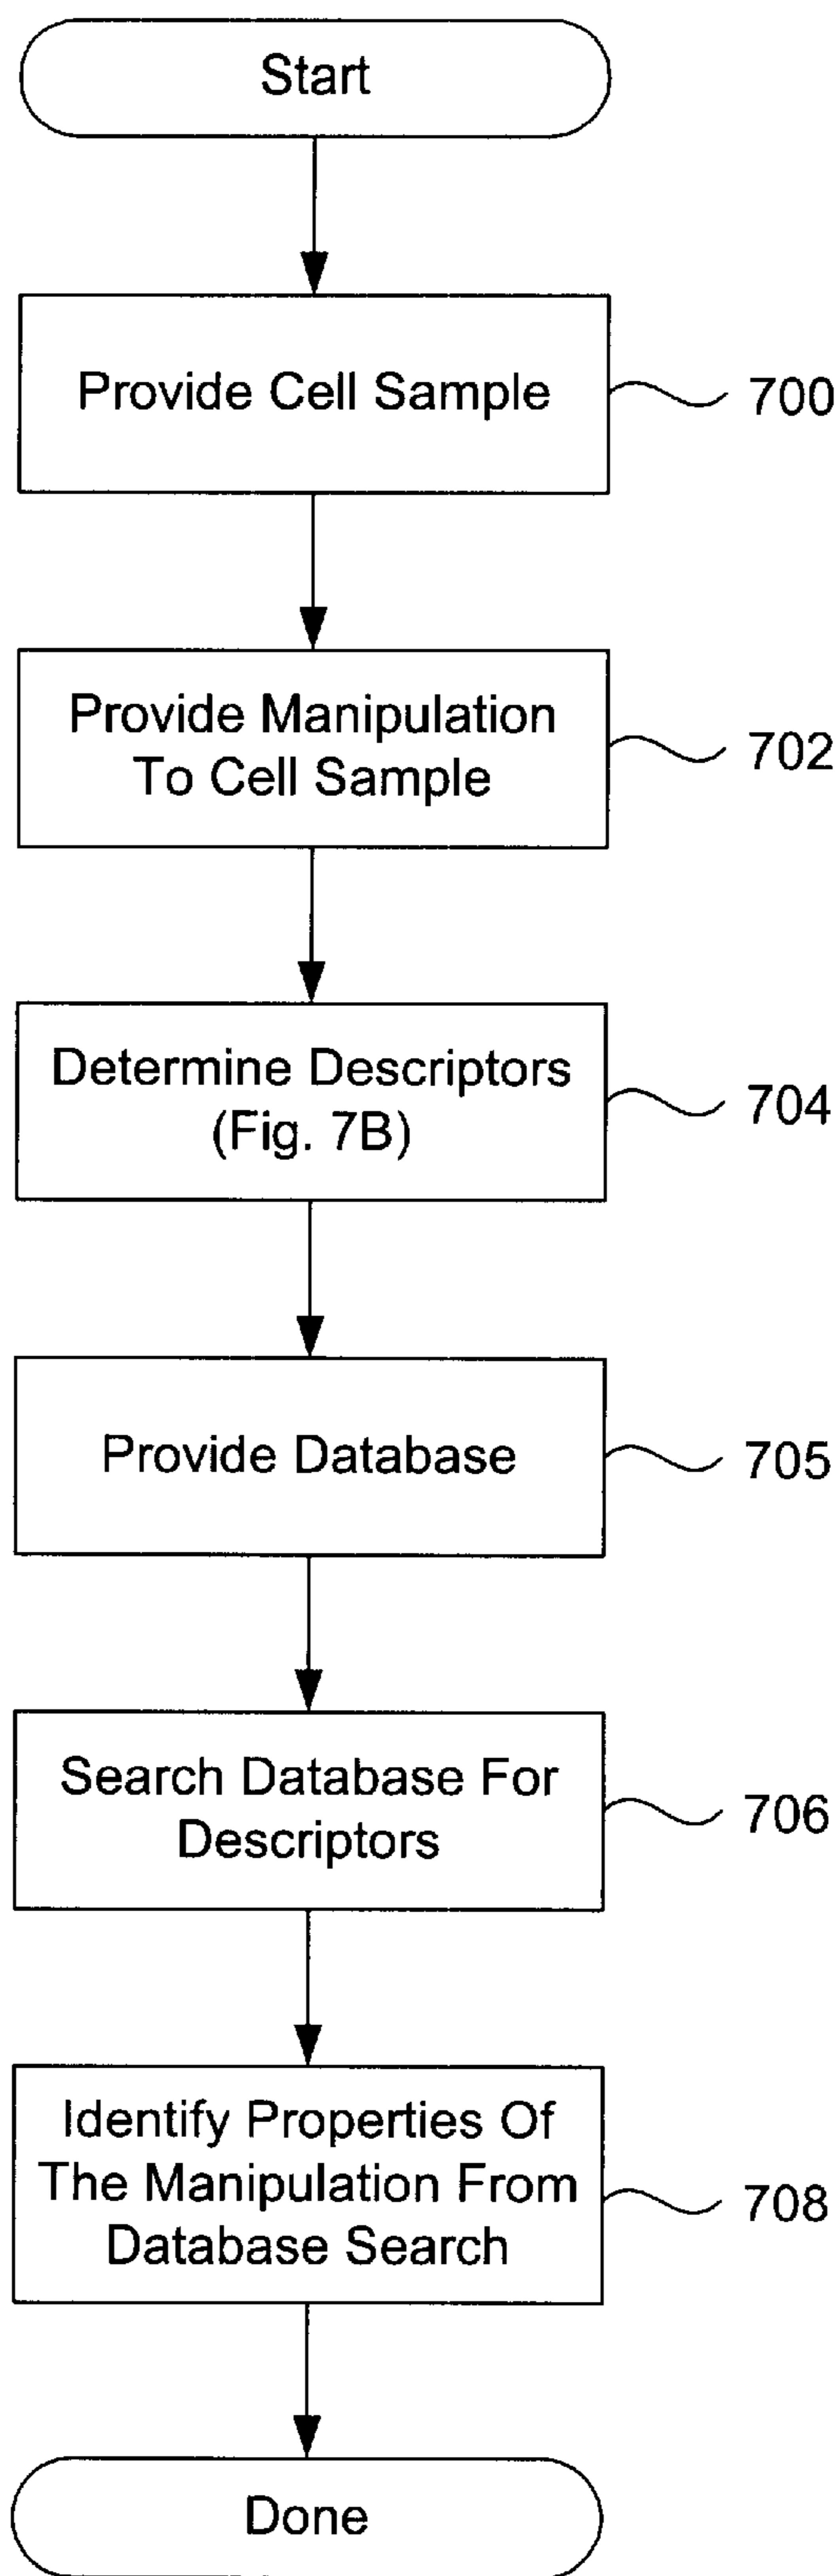 Start
Provide Cell Sample
700
Provide Manipulation
To Cell Sample
702
Determine Descriptors
(Fig. 7B)
704
Provide Database
705
Search Database For
Descriptors
706
Identify Properties Of
The Manipulation From
Database Search
708
Done